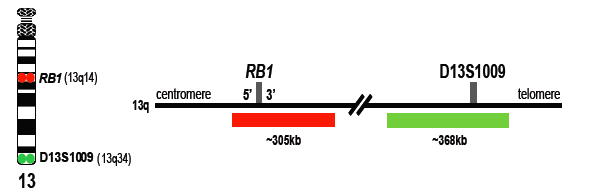 RB1 (13q14)
D13S1009 (13q34)
13
RB1
D13S1009
centromere
5’
3’
telomere
13q
~305kb
~368kb